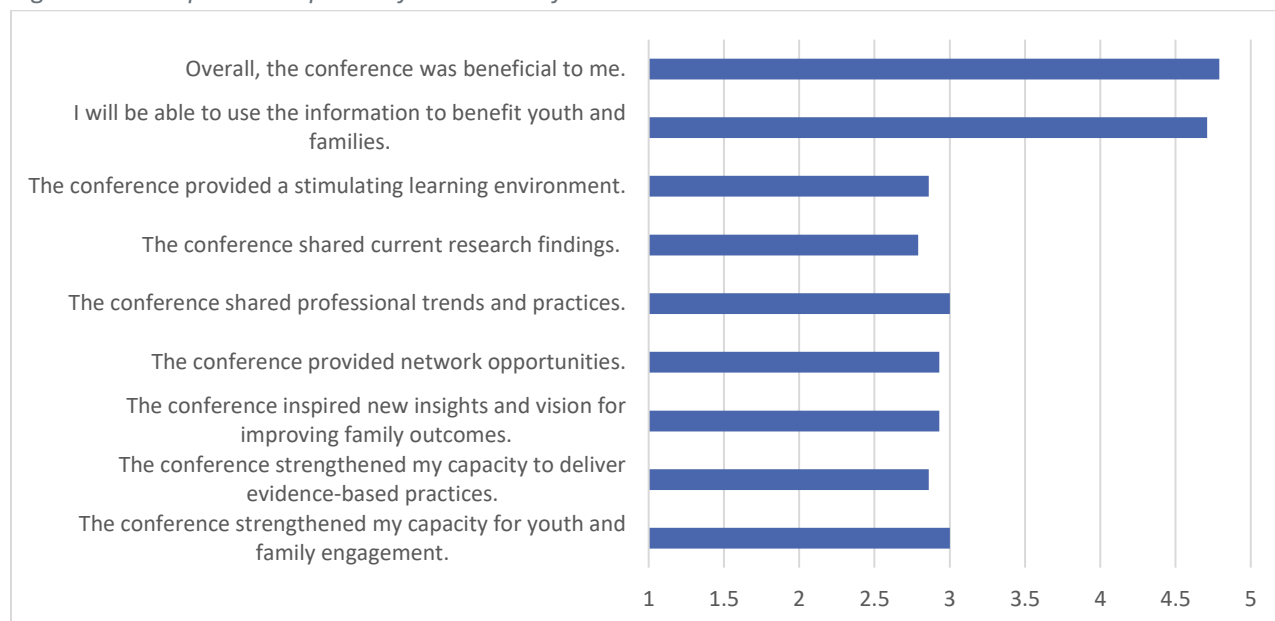 Overall, the conference was beneficial to me.
I will be able to use the information to benefit youth and
families.
The conference provided a stimulating learning environment.
The conference shared current research findings.
The conference shared professional trends and practices.
The conference provided network opportunities.
The conference inspired new insights and vision for
improving family outcomes.
The conference strengthened my capacity to deliver
evidence-based practices.
The conference strengthened my capacity for youth and
family engagement.
1 1.5 2 2.5 3 3.5 4 4.5 5